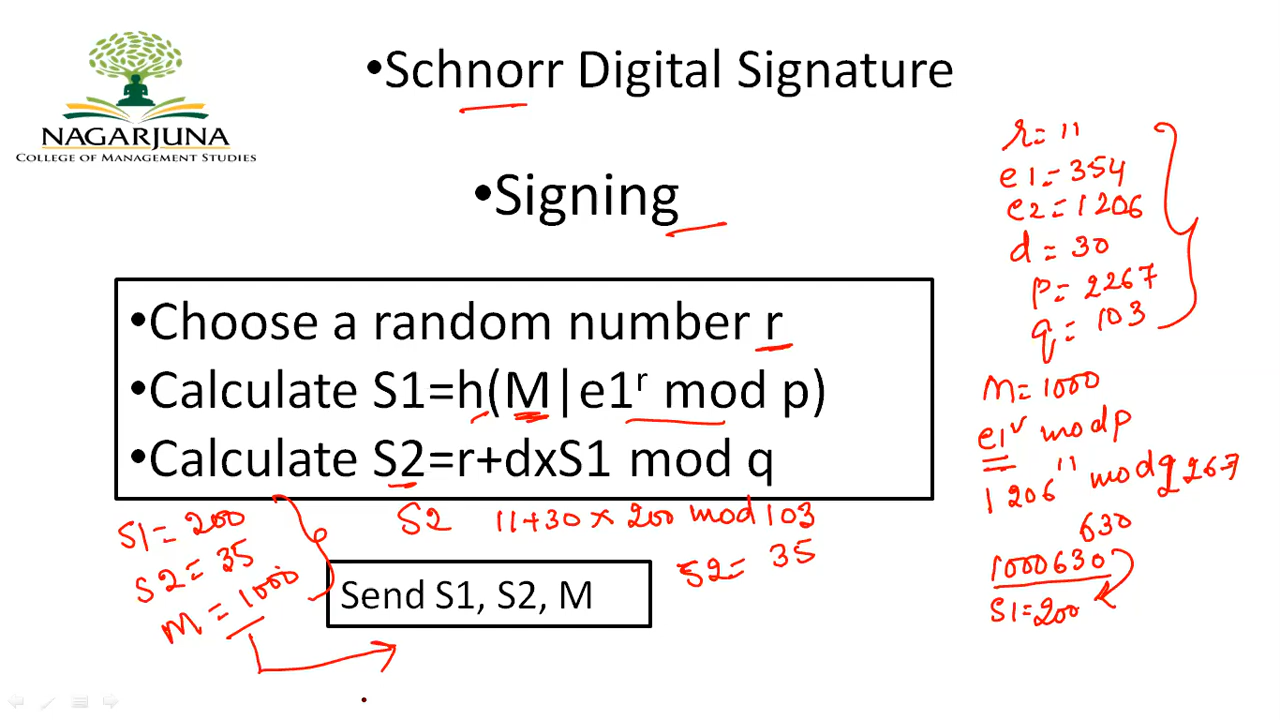 NAGARJUNA
COLLEGE OF MANAGEMENT STUDIES
•Schnorr Digital Signature
•Signing
•Choose a random number r
•Calculate S1=h(M|e1ʳ mod p)
•Calculate S2=r+dxS1 mod q
Send S1, S2, M
r= 11
e1= 354
e2= 1206
d = 30
p= 2267
q= 103
M= 1000
e1ʳ mod p
1206¹¹ mod 2267
630
1000630
S1=200
S2 11+30×200 mod 103
S2= 35
S1= 200
S2= 35
M= 1000